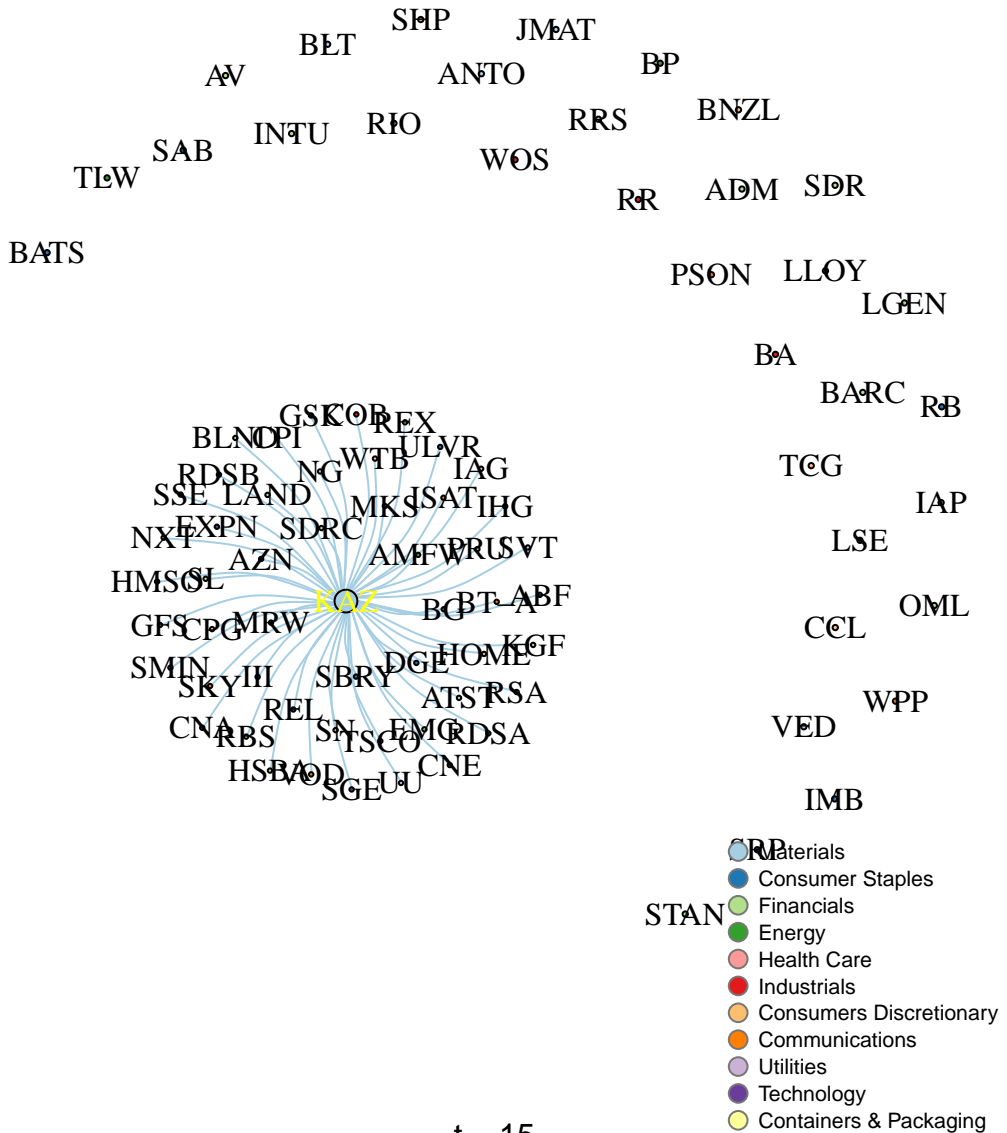 SHP
JMAT
BLT
BP
ANTO
AV
BNZL
RIO
RRS
INTU
SAB
WOS
TLW
ADM
SDR
RR
BATS
LLOY
PSON
LGEN
BA
BARC
RB
TCG
IAP
LSE
OML
CCL
WPP
VED
IMB
SRP
STAN
GSK
COB
REX
BLND
CPI
ULVR
WTB
IAG
NG
RDSB
SSE
LAND
ISAT
MKS
IHG
EXPN
SDRC
NXT
AZN
AMFW
PRU
SVT
HMSO
SL
KAZ
BG
BT-A
ABF
GFS
CPG
MRW
KGF
HOME
DGE
SMIN
SKY
III
SBRY
ATST
RSA
REL
CNA
RBS
SN
TSCO
EMG
RDSA
HSBA
VOD
SGE
UU
CNE
Materials
Consumer Staples
Financials
Energy
Health Care
Industrials
Consumers Discretionary
Communications
Utilities
Technology
Containers & Packaging